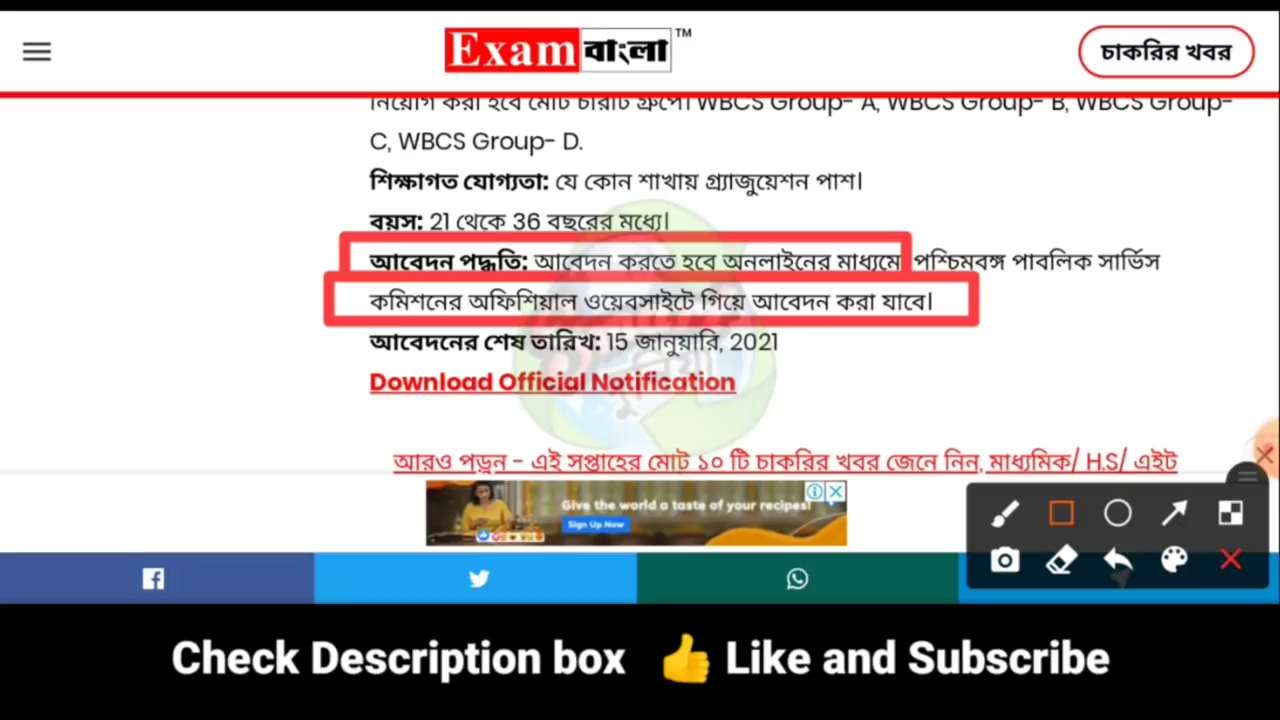 Exam বাংলা ™
চাকরির খবর
নিয়োগ করা হবে মোট চারটি গ্রুপে। WBCS Group- A, WBCS Group- B, WBCS Group-
C, WBCS Group- D.
শিক্ষাগত যোগ্যতা: যে কোন শাখায় গ্র্যাজুয়েশন পাশ।
বয়স: 21 থেকে 36 বছরের মধ্যে।
আবেদন পদ্ধতি: আবেদন করতে হবে অনলাইনের মাধ্যমে পশ্চিমবঙ্গ পাবলিক সার্ভিস
কমিশনের অফিশিয়াল ওয়েবসাইটে গিয়ে আবেদন করা যাবে।
আবেদনের শেষ তারিখ: 15 জানুয়ারি, 2021
Download Official Notification
আরও পড়ুন - এই সপ্তাহের মোট ১০ টি চাকরির খবর জেনে নিন, মাধ্যমিক/ H.S/ এইট
Give the world a taste of your recipes!
Sign Up Now
Check Description box 👍 Like and Subscribe